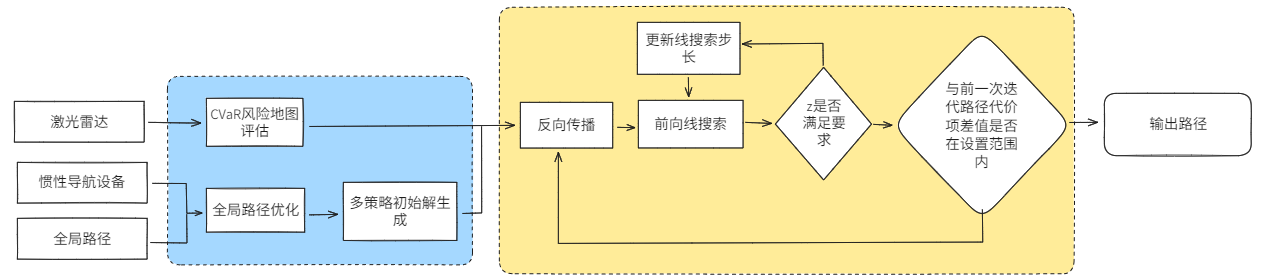 激光雷达
惯性导航设备
全局路径
CVaR风险地图
评估
全局路径优化
多策略初始解生
成
反向传播
更新线搜索步
长
前向线搜索
z是否
满足要
求
与前一次迭
代路径代价
项差值是否
在设置范围
内
输出路径